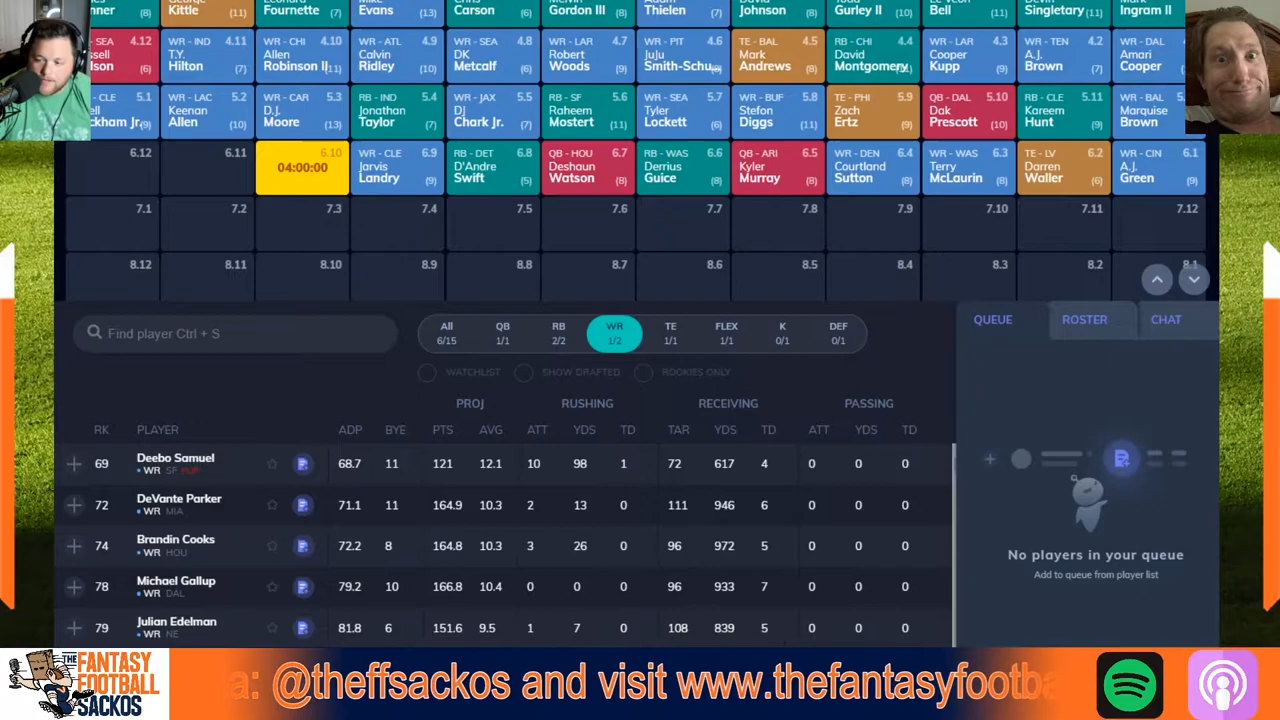 (8) Kittle (11) Fournette (7) Evans (13) Carson (6) Gordon III (8) Thielen (7) Johnson (8) Gurley II (10) Bell (11) Singletary (11) Ingram II
- SEA 4.12 WR - IND 4.11 WR - CHI 4.10 WR - ATL 4.9 WR - SEA 4.8 WR - LAR 4.7 WR - PIT 4.6 TE - BAL 4.5 RB - CHI 4.4 WR - LAR 4.3 WR - TEN 4.2 WR - DAL
T.Y. Allen Calvin DK Robert JuJu Mark David Cooper A.J. Amari
(6) Hilton (7) Robinson II (11) Ridley (10) Metcalf (6) Woods (9) Smith-Schu... Andrews (8) Montgomery Kupp (9) Brown (7) Cooper
- CLE 5.1 WR - LAC 5.2 WR - CAR 5.3 RB - IND 5.4 WR - JAX 5.5 RB - SF 5.6 WR - SEA 5.7 WR - BUF 5.8 TE - PHI 5.9 QB - DAL 5.10 RB - CLE 5.11 WR - BAL
Keenan D.J. Jonathan DJ Raheem Tyler Stefon Zach Dak Kareem Marquise
(9) Allen (10) Moore (13) Taylor (7) Chark Jr. (7) Mostert (11) Lockett (6) Diggs (11) Ertz (9) Prescott (10) Hunt (9) Brown
6.12 6.11 6.10 WR - CLE 6.9 RB - DET 6.8 QB - HOU 6.7 RB - WAS 6.6 QB - ARI 6.5 WR - DEN 6.4 WR - WAS 6.3 TE - LV 6.2 WR - CIN 6.1
04:00:00 Jarvis D'Andre Deshaun Derrius Kyler Courtland Terry Darren A.J.
Landry (9) Swift (5) Watson (8) Guice (8) Murray (8) Sutton (8) McLaurin (8) Waller (6) Green (9)
7.1 7.2 7.3 7.4 7.5 7.6 7.7 7.8 7.9 7.10 7.11 7.12
8.12 8.11 8.10 8.9 8.8 8.7 8.6 8.5 8.4 8.3 8.2 8.1
Find player Ctrl + S
All QB RB WR TE FLEX K DEF
6/15 1/1 2/2 1/2 1/1 1/1 0/1 0/1
QUEUE ROSTER CHAT
WATCHLIST SHOW DRAFTED ROOKIES ONLY
PROJ RUSHING RECEIVING PASSING
RK PLAYER ADP BYE PTS AVG ATT YDS TD TAR YDS TD ATT YDS TD
69 Deebo Samuel 68.7 11 121 12.1 10 98 1 72 617 4 0 0 0
WR SF PUP
72 DeVante Parker 71.1 11 164.9 10.3 2 13 0 111 946 6 0 0 0
WR MIA
74 Brandin Cooks 72.2 8 164.8 10.3 3 26 0 96 972 5 0 0 0
WR HOU
78 Michael Gallup 79.2 10 166.8 10.4 0 0 0 96 933 7 0 0 0
WR DAL
79 Julian Edelman 81.8 6 151.6 9.5 1 7 0 108 839 5 0 0 0
WR NE
No players in your queue
Add to queue from player list
THE FANTASY FOOTBALL SACKOS
a: @theffsackos and visit www.thefantasyfootba